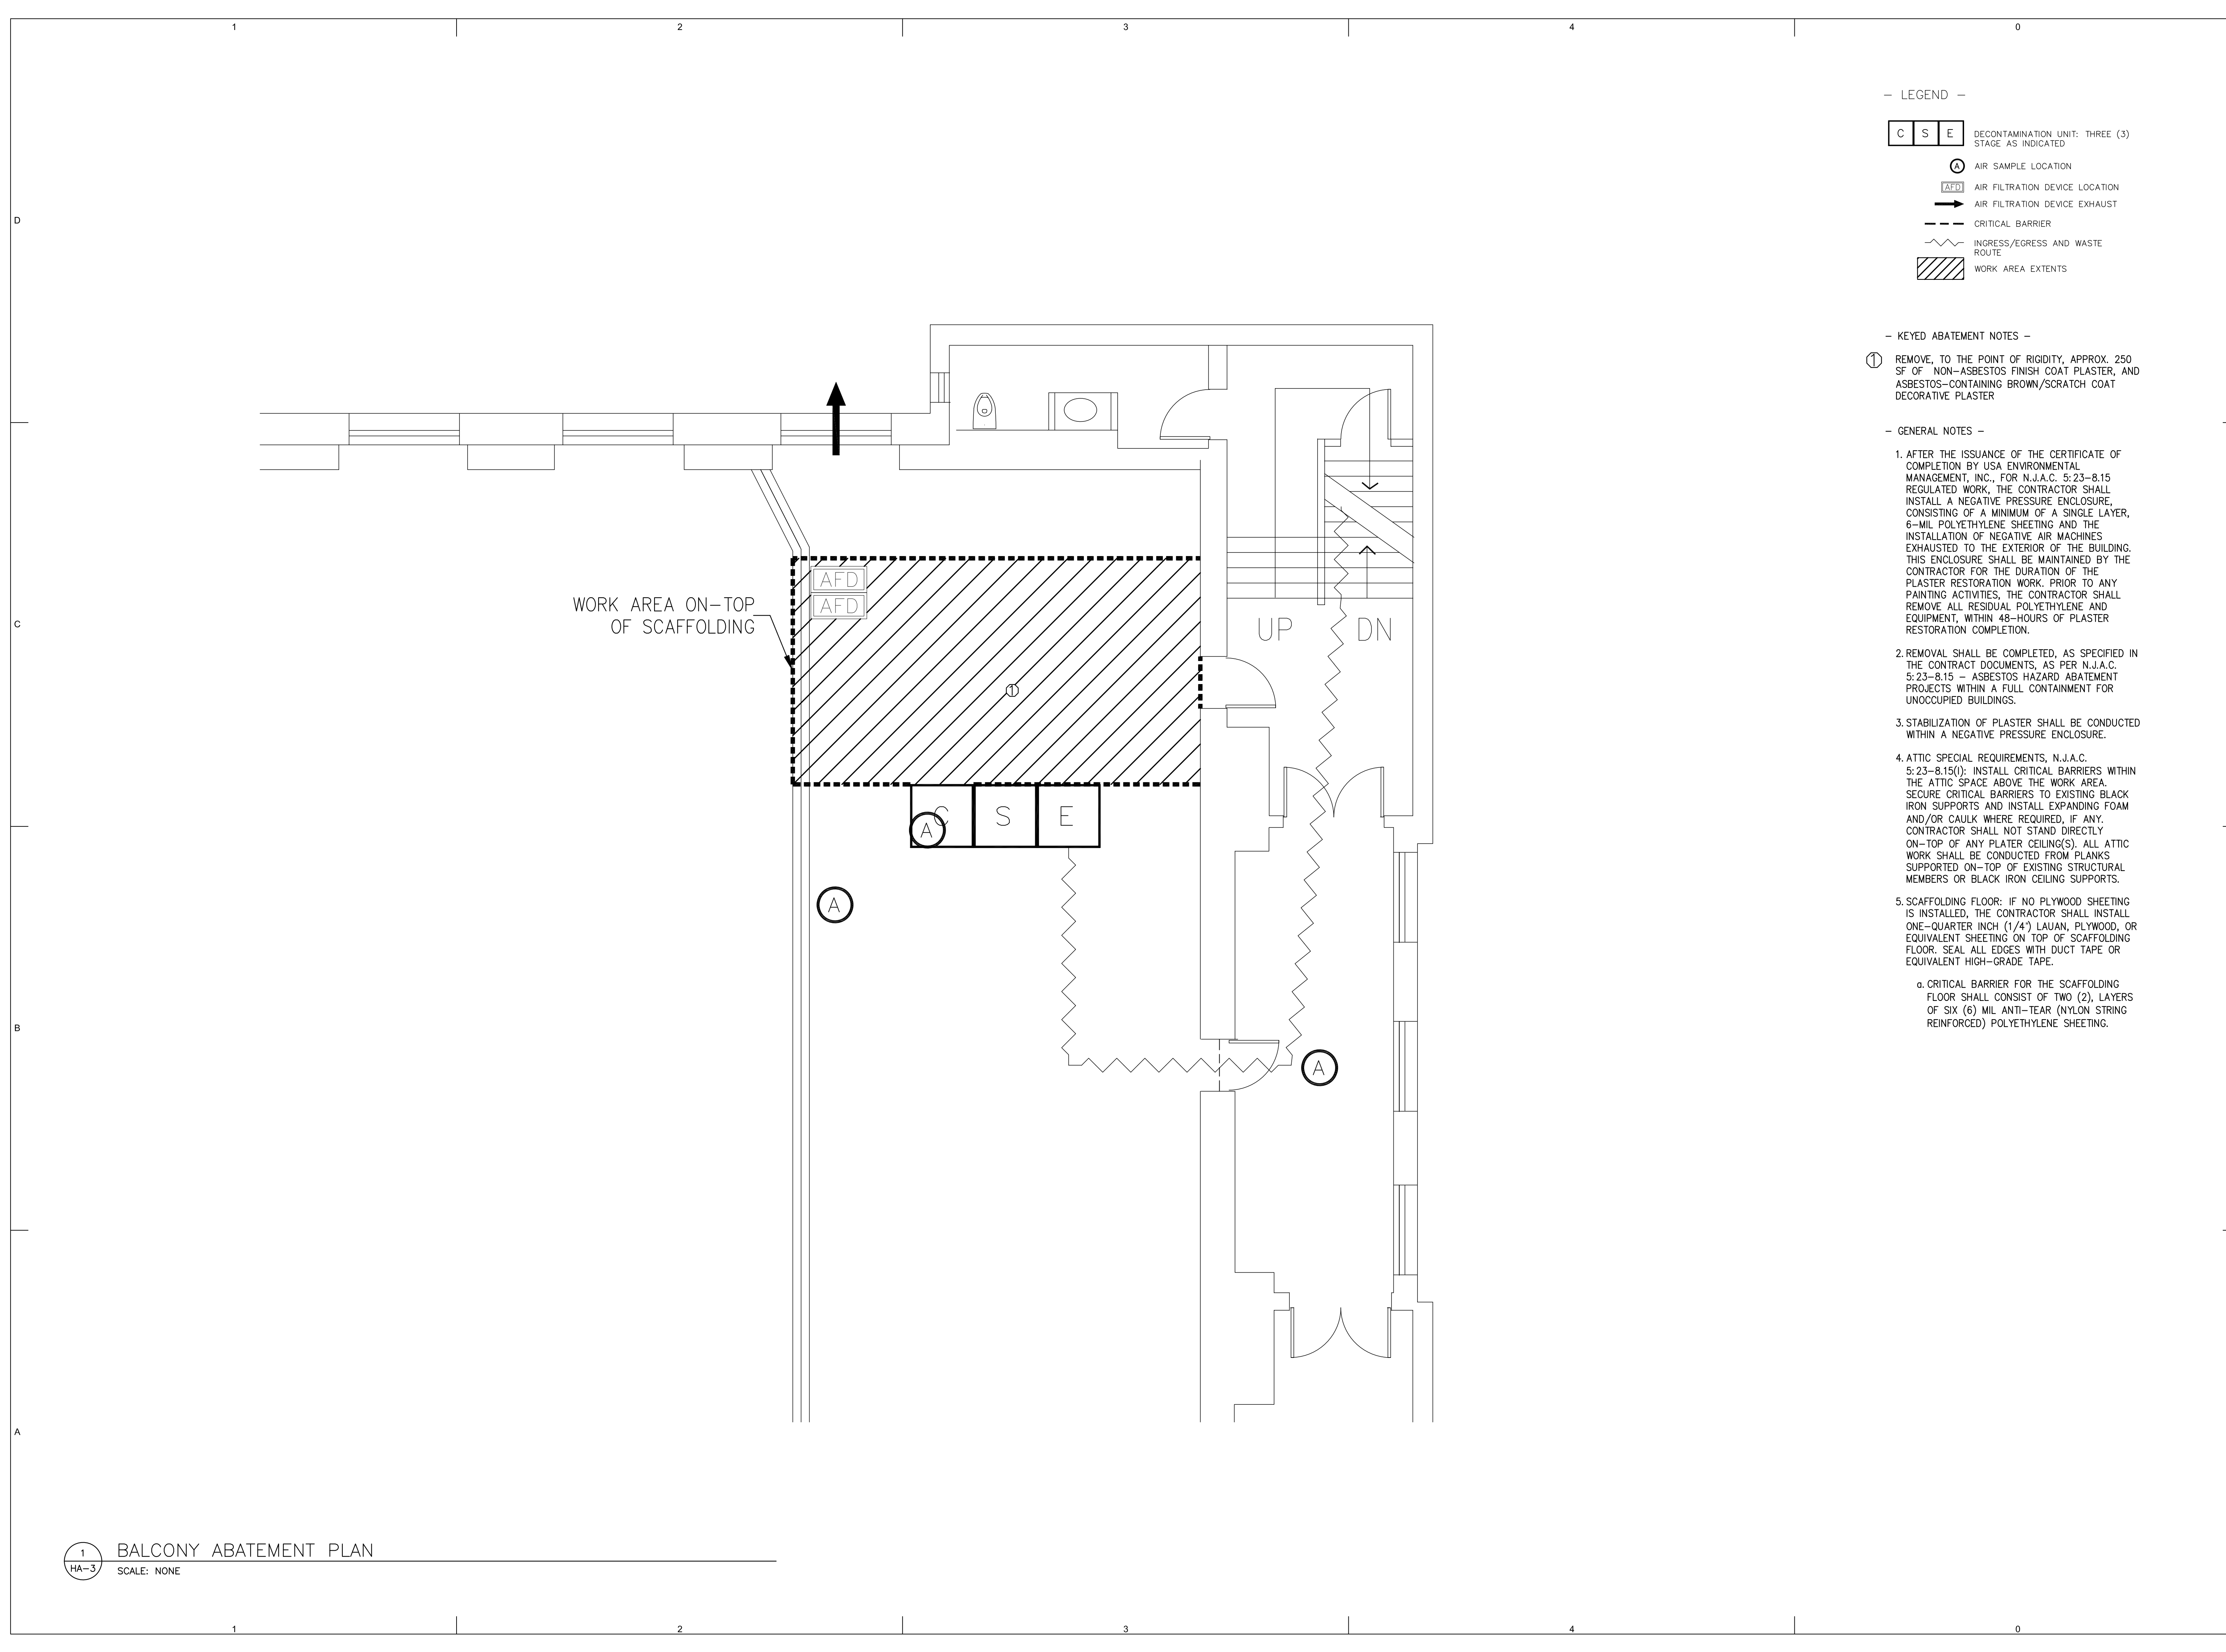 1 2 3 4 0
D
C
B
A
– LEGEND –
C S E DECONTAMINATION UNIT: THREE (3)
STAGE AS INDICATED
A AIR SAMPLE LOCATION
AFD AIR FILTRATION DEVICE LOCATION
AIR FILTRATION DEVICE EXHAUST
CRITICAL BARRIER
INGRESS/EGRESS AND WASTE
ROUTE
WORK AREA EXTENTS
– KEYED ABATEMENT NOTES –
1 REMOVE, TO THE POINT OF RIGIDITY, APPROX. 250
SF OF NON-ASBESTOS FINISH COAT PLASTER, AND
ASBESTOS-CONTAINING BROWN/SCRATCH COAT
DECORATIVE PLASTER
– GENERAL NOTES –
1. AFTER THE ISSUANCE OF THE CERTIFICATE OF
COMPLETION BY USA ENVIRONMENTAL
MANAGEMENT, INC., FOR N.J.A.C. 5:23-8.15
REGULATED WORK, THE CONTRACTOR SHALL
INSTALL A NEGATIVE PRESSURE ENCLOSURE,
CONSISTING OF A MINIMUM OF A SINGLE LAYER,
6-MIL POLYETHYLENE SHEETING AND THE
INSTALLATION OF NEGATIVE AIR MACHINES
EXHAUSTED TO THE EXTERIOR OF THE BUILDING.
THIS ENCLOSURE SHALL BE MAINTAINED BY THE
CONTRACTOR FOR THE DURATION OF THE
PLASTER RESTORATION WORK. PRIOR TO ANY
PAINTING ACTIVITIES, THE CONTRACTOR SHALL
REMOVE ALL RESIDUAL POLYETHYLENE AND
EQUIPMENT, WITHIN 48-HOURS OF PLASTER
RESTORATION COMPLETION.
2. REMOVAL SHALL BE COMPLETED, AS SPECIFIED IN
THE CONTRACT DOCUMENTS, AS PER N.J.A.C.
5:23-8.15 – ASBESTOS HAZARD ABATEMENT
PROJECTS WITHIN A FULL CONTAINMENT FOR
UNOCCUPIED BUILDINGS.
3. STABILIZATION OF PLASTER SHALL BE CONDUCTED
WITHIN A NEGATIVE PRESSURE ENCLOSURE.
4. ATTIC SPECIAL REQUIREMENTS, N.J.A.C.
5:23-8.15(I): INSTALL CRITICAL BARRIERS WITHIN
THE ATTIC SPACE ABOVE THE WORK AREA.
SECURE CRITICAL BARRIERS TO EXISTING BLACK
IRON SUPPORTS AND INSTALL EXPANDING FOAM
AND/OR CAULK WHERE REQUIRED, IF ANY.
CONTRACTOR SHALL NOT STAND DIRECTLY
ON-TOP OF ANY PLATER CEILING(S). ALL ATTIC
WORK SHALL BE CONDUCTED FROM PLANKS
SUPPORTED ON-TOP OF EXISTING STRUCTURAL
MEMBERS OR BLACK IRON CEILING SUPPORTS.
5. SCAFFOLDING FLOOR: IF NO PLYWOOD SHEETING
IS INSTALLED, THE CONTRACTOR SHALL INSTALL
ONE-QUARTER INCH (1/4") LAUAN, PLYWOOD, OR
EQUIVALENT SHEETING ON TOP OF SCAFFOLDING
FLOOR. SEAL ALL EDGES WITH DUCT TAPE OR
EQUIVALENT HIGH-GRADE TAPE.
a. CRITICAL BARRIER FOR THE SCAFFOLDING
FLOOR SHALL CONSIST OF TWO (2), LAYERS
OF SIX (6) MIL ANTI-TEAR (NYLON STRING
REINFORCED) POLYETHYLENE SHEETING.
AFD
AFD
WORK AREA ON-TOP
OF SCAFFOLDING
UP DN
1
C S E
A
A
A
1
HA-3
BALCONY ABATEMENT PLAN
SCALE: NONE
1 2 3 4 0